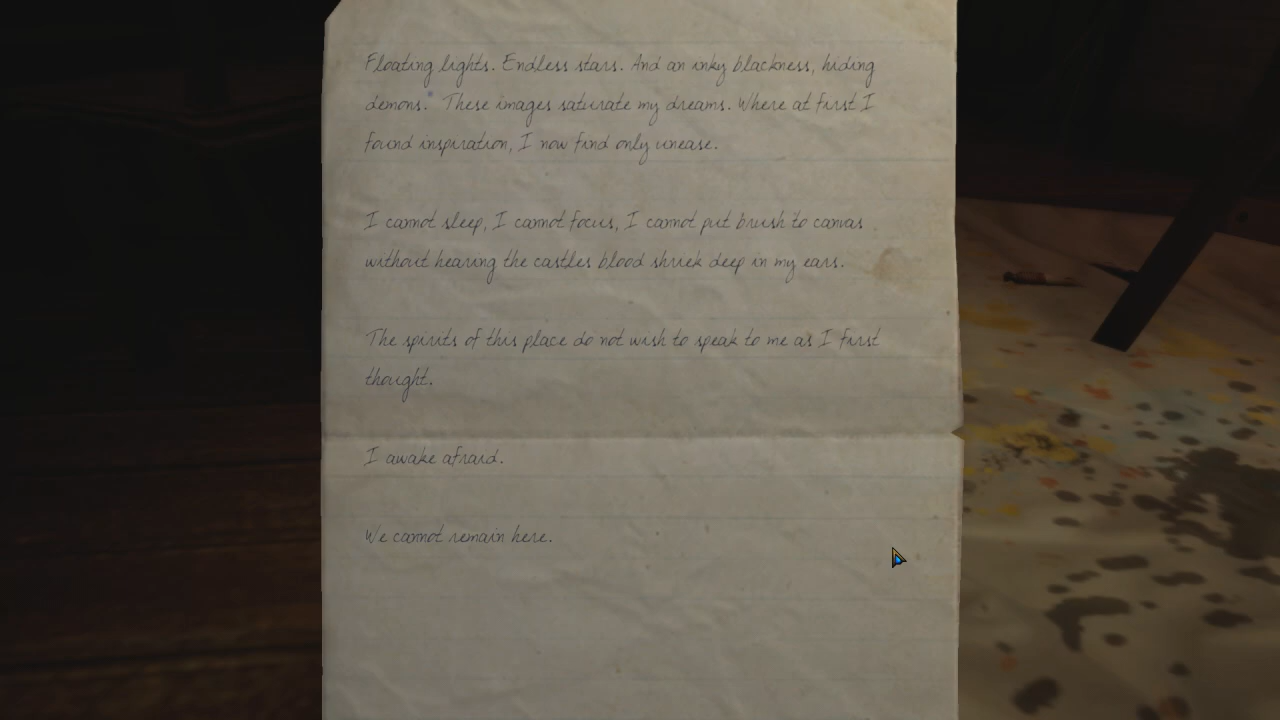 Floating lights. Endless stars. And an inky blackness, hiding
demons. These images saturate my dreams. Where at first I
found inspiration, I now find only unease.
I cannot sleep, I cannot focus, I cannot put brush to canvas
without hearing the castles blood shriek deep in my ears.
The spirits of this place do not wish to speak to me as I first
thought.
I awake afraid.
We cannot remain here.